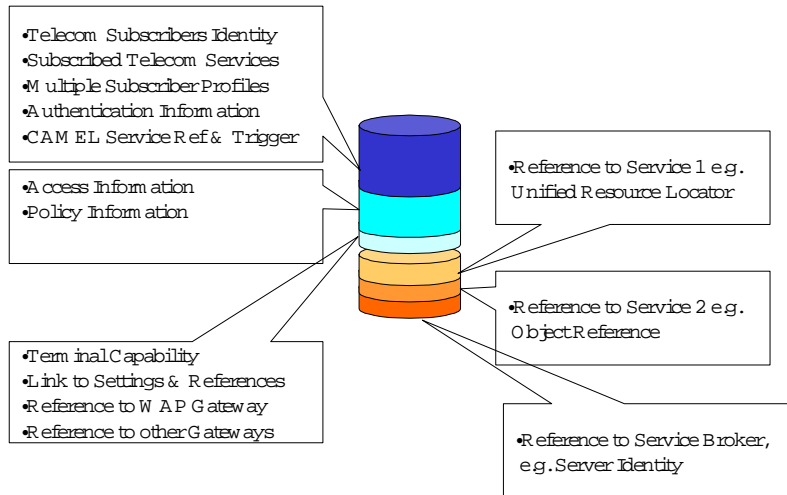 •Telecom Subscribers Identity
•Subscribed Telecom Services
•Multiple Subscriber Profiles
•Authentication Information
•CAMEL Service Ref & Trigger
•Access Information
•Policy Information
•Terminal Capability
•Link to Settings & References
•Reference to WAP Gateway
•Reference to other Gateways
•Reference to Service 1 e.g.
Unified Resource Locator
•Reference to Service 2 e.g.
Object Reference
•Reference to Service Broker,
e.g. Server Identity